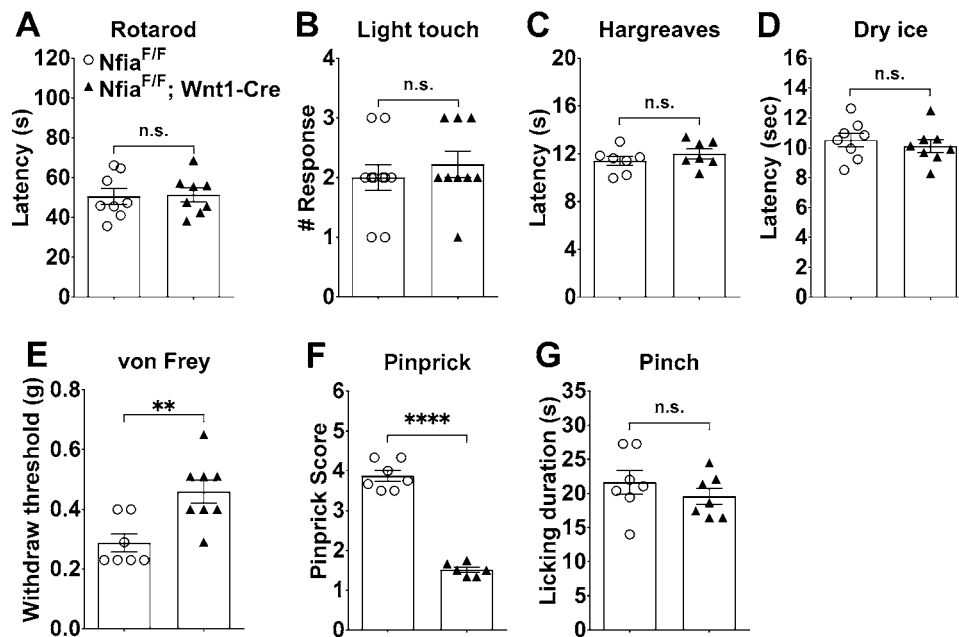 A
Rotarod
Latency (s)
120
100
80
60
40
20
0
Nfia^F/F
Nfia^F/F; Wnt1-Cre
n.s.
B
Light touch
# Response
4
3
2
1
0
n.s.
C
Hargreaves
Latency (s)
20
16
12
8
4
0
n.s.
D
Dry ice
Latency (sec)
16
14
12
10
8
6
4
2
0
n.s.
E
von Frey
Withdraw threshold (g)
0.8
0.6
0.4
0.2
0.0
**
F
Pinprick
Pinprick Score
6
5
4
3
2
1
0
****
G
Pinch
Licking duration (s)
35
30
25
20
15
10
5
0
n.s.